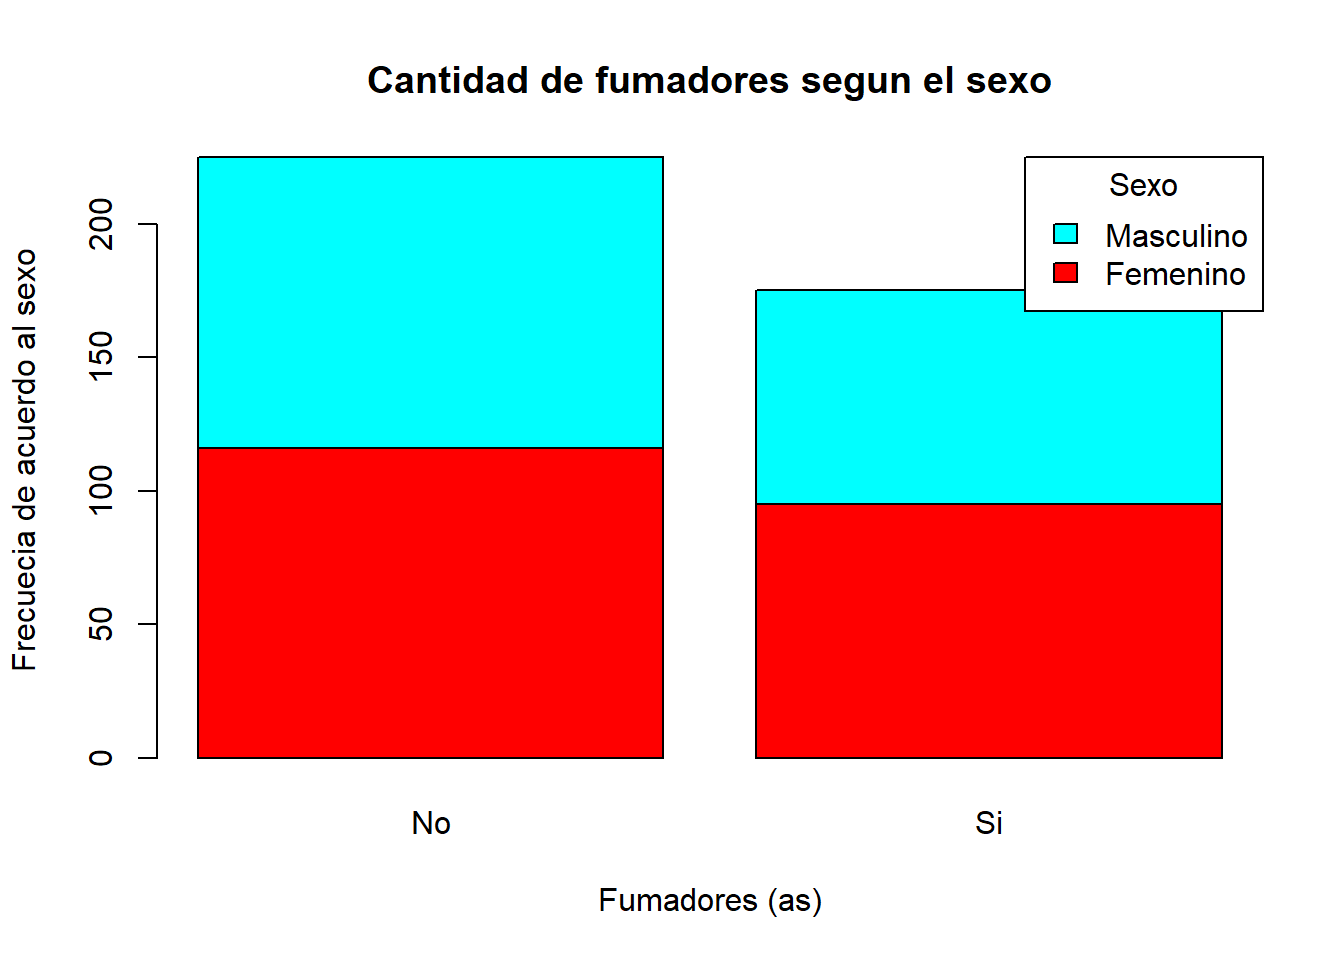 Cantidad de fumadores segun el sexo
Frecuecia de acuerdo al sexo
200
150
100
50
0
Sexo
Masculino
Femenino
No
Si
Fumadores (as)